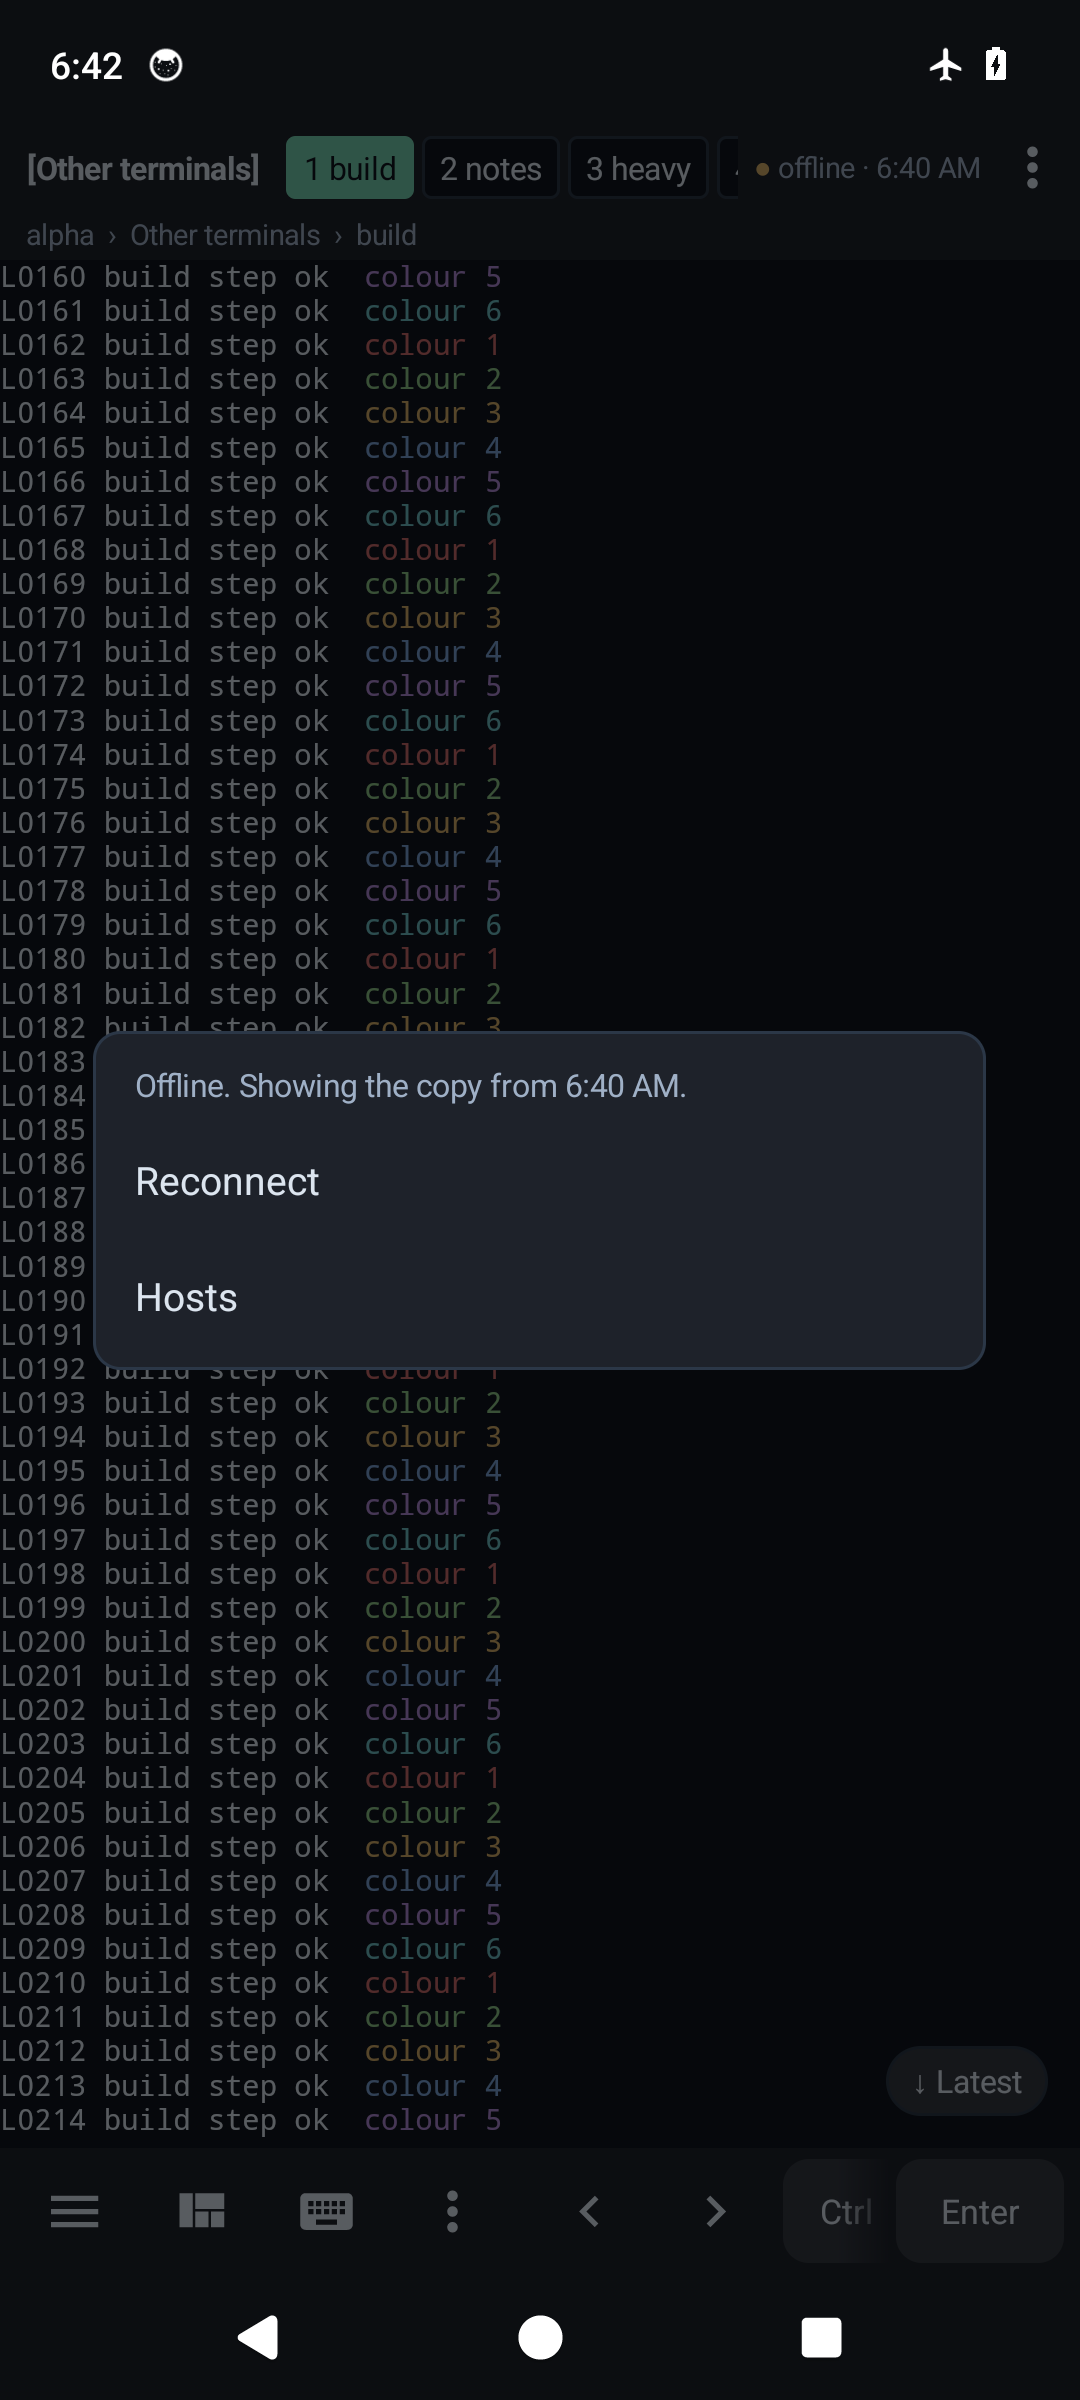 6:42
[Other terminals] 1 build 2 notes 3 heavy offline · 6:40 AM
alpha › Other terminals › build
L0160 build step ok colour 5
L0161 build step ok colour 6
L0162 build step ok colour 1
L0163 build step ok colour 2
L0164 build step ok colour 3
L0165 build step ok colour 4
L0166 build step ok colour 5
L0167 build step ok colour 6
L0168 build step ok colour 1
L0169 build step ok colour 2
L0170 build step ok colour 3
L0171 build step ok colour 4
L0172 build step ok colour 5
L0173 build step ok colour 6
L0174 build step ok colour 1
L0175 build step ok colour 2
L0176 build step ok colour 3
L0177 build step ok colour 4
L0178 build step ok colour 5
L0179 build step ok colour 6
L0180 build step ok colour 1
L0181 build step ok colour 2
L0182 build step ok colour 3
L0183
Offline. Showing the copy from 6:40 AM.
L0184
L0185
L0186
Reconnect
L0187
L0188
L0189
L0190
Hosts
L0191
L0192 build step ok colour 1
L0193 build step ok colour 2
L0194 build step ok colour 3
L0195 build step ok colour 4
L0196 build step ok colour 5
L0197 build step ok colour 6
L0198 build step ok colour 1
L0199 build step ok colour 2
L0200 build step ok colour 3
L0201 build step ok colour 4
L0202 build step ok colour 5
L0203 build step ok colour 6
L0204 build step ok colour 1
L0205 build step ok colour 2
L0206 build step ok colour 3
L0207 build step ok colour 4
L0208 build step ok colour 5
L0209 build step ok colour 6
L0210 build step ok colour 1
L0211 build step ok colour 2
L0212 build step ok colour 3
L0213 build step ok colour 4
↓ Latest
L0214 build step ok colour 5
Ctrl Enter